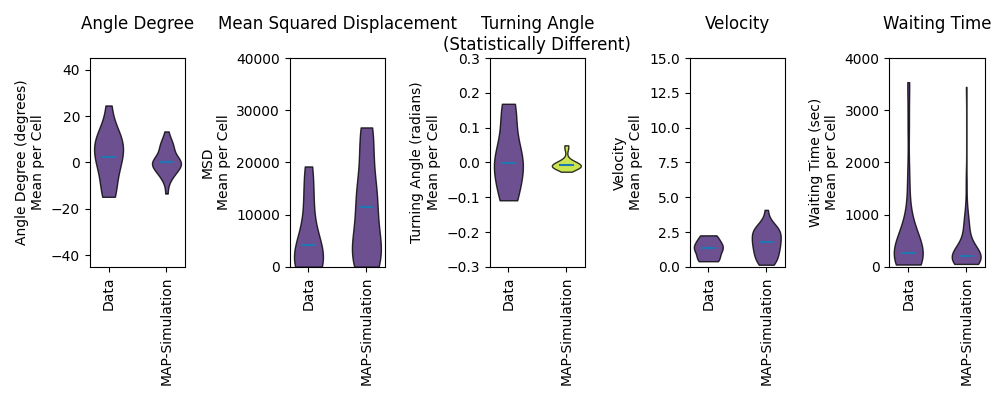 Angle Degree
Angle Degree (degrees)
Mean per Cell
40
20
0
−20
−40
Data
MAP-Simulation
Mean Squared Displacement
MSD
Mean per Cell
40000
30000
20000
10000
0
Data
MAP-Simulation
Turning Angle
(Statistically Different)
Turning Angle (radians)
Mean per Cell
0.3
0.2
0.1
0.0
−0.1
−0.2
−0.3
Data
MAP-Simulation
Velocity
Velocity
Mean per Cell
15.0
12.5
10.0
7.5
5.0
2.5
0.0
Data
MAP-Simulation
Waiting Time
Waiting Time (sec)
Mean per Cell
4000
3000
2000
1000
0
Data
MAP-Simulation